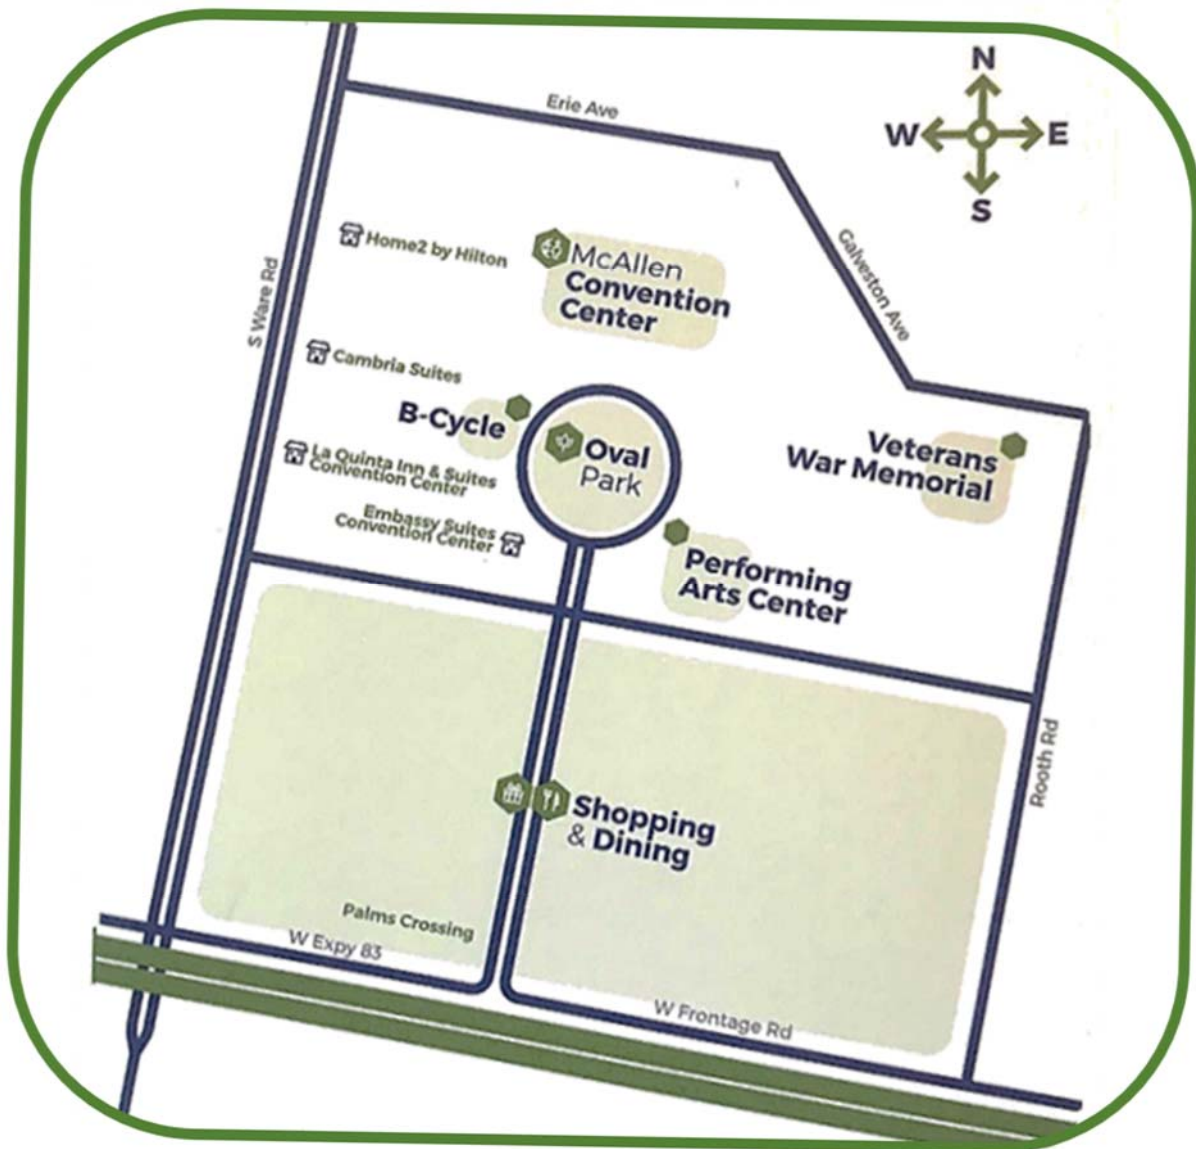 N
W E
S
Erie Ave
Galveston Ave
S Ware Rd
Home2 by Hilton
McAllen
Convention
Center
Cambria Suites
B-Cycle
Oval
Park
La Quinta Inn & Suites
Convention Center
Embassy Suites
Convention Center
Veterans
War Memorial
Performing
Arts Center
Rooth Rd
Shopping
& Dining
Palms Crossing
W Expy 83
W Frontage Rd